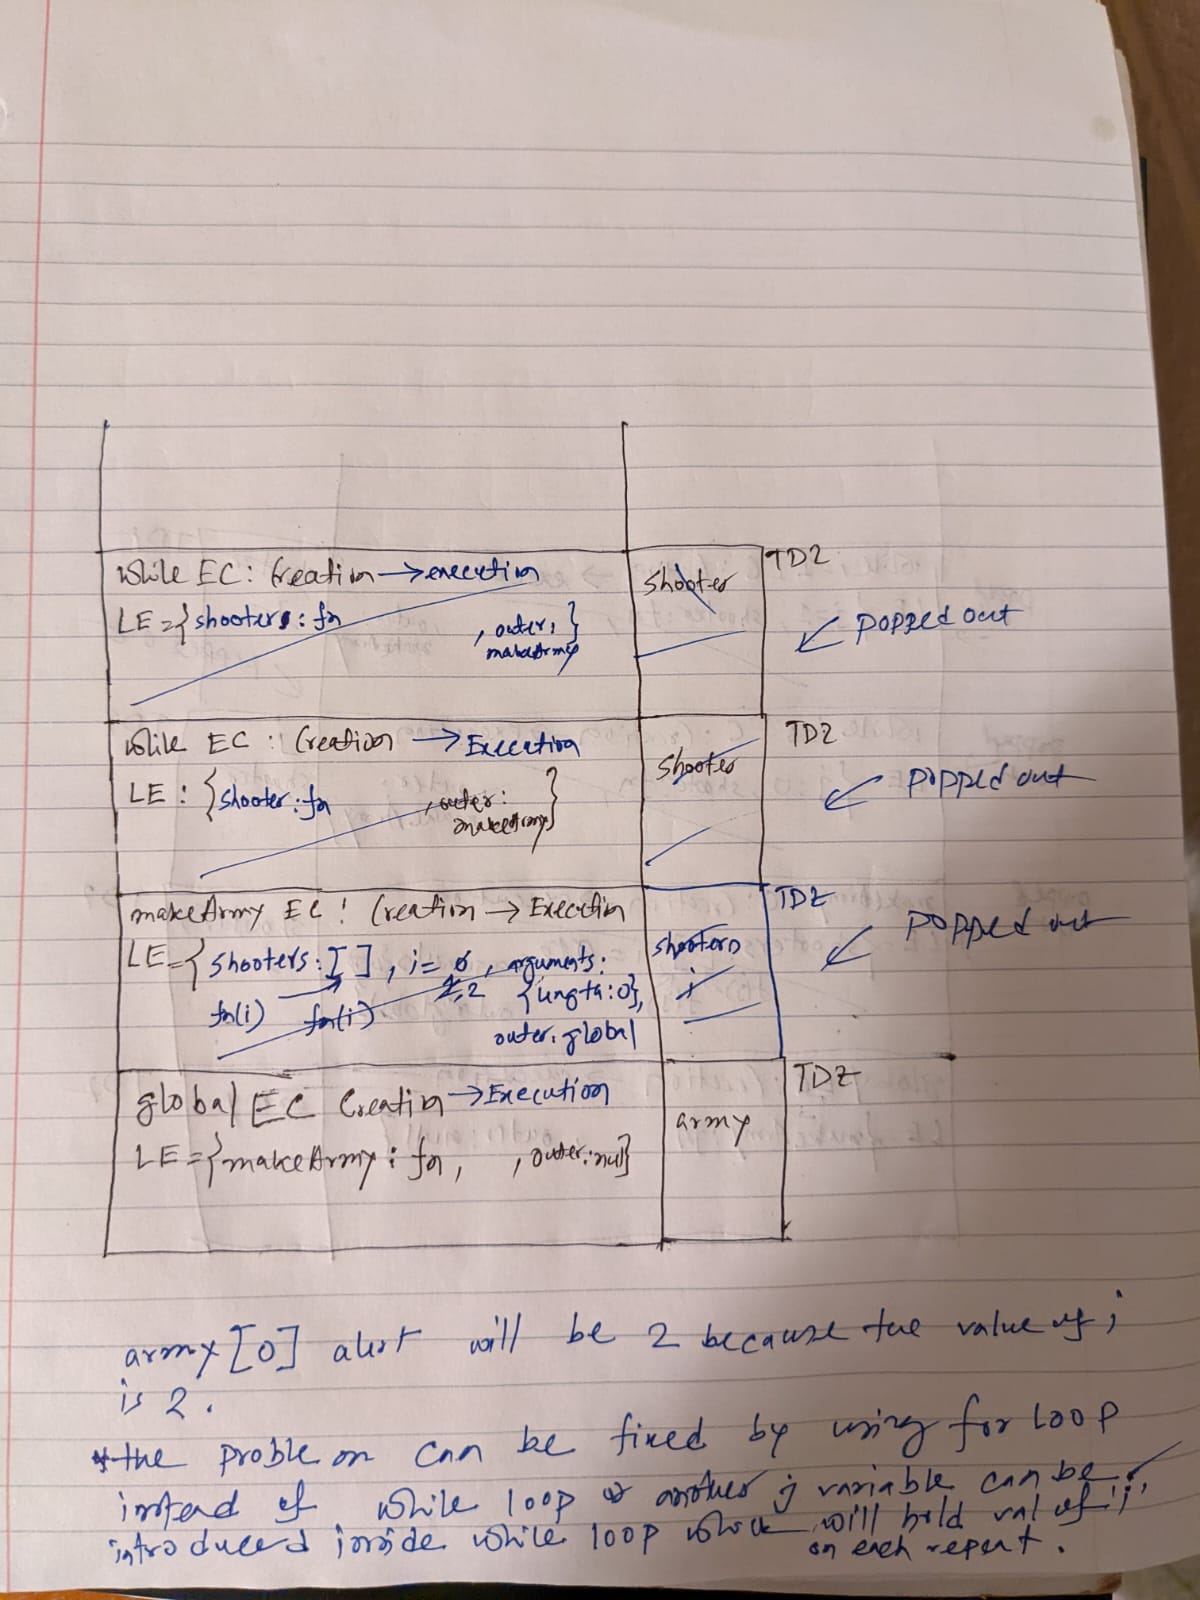 while EC: Creation → execution shooter TDZ
LE = { shooters : fn , outer, } ↙ popped out
makeArmy
while EC : Creation → Execution shooter TDZ
LE : { shooter : fn , outer : } ↙ popped out
makeArmy
makeArmy EC : Creation → Execution TDZ
LE = { shooters : [ ] , i = 0 , arguments : shooters ↙ popped out
fn(i) fn(i) 1, 2 { length : 0 }, i
outer : global
global EC Creation → Execution TDZ
LE = { makeArmy : fn , , outer : null } army
army [0] alert will be 2 because the value of i
is 2 .
* the problem can be fixed by using for loop
instead of while loop or another j variable can be
introduced inside while loop which will hold val of 'i'
on each repeat .